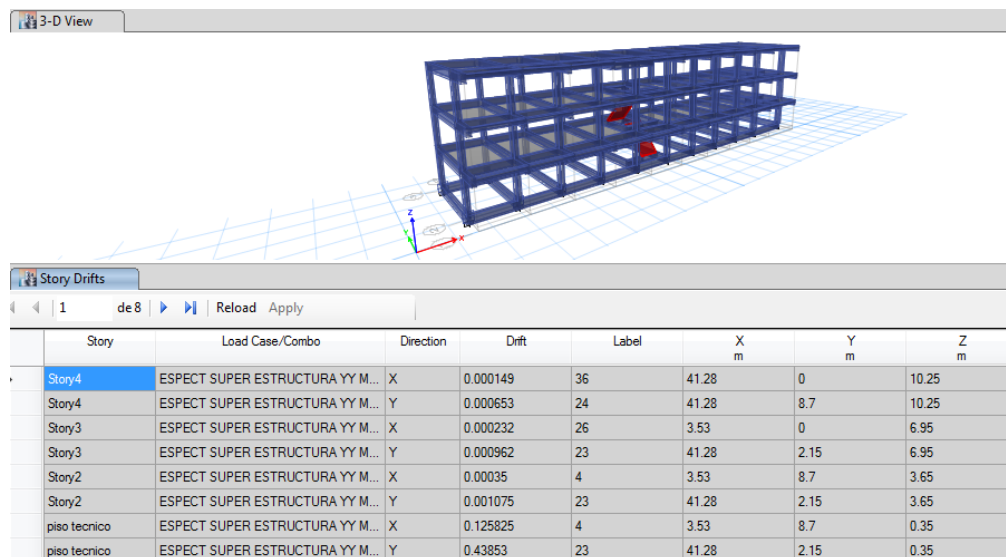 3-D View
Z
Y
X
2
Story Drifts
1 de 8 Reload Apply
Story Load Case/Combo Direction Drift Label X Y Z
m m m
Story4 ESPECT SUPER ESTRUCTURA YY M... X 0.000149 36 41.28 0 10.25
Story4 ESPECT SUPER ESTRUCTURA YY M... Y 0.000653 24 41.28 8.7 10.25
Story3 ESPECT SUPER ESTRUCTURA YY M... X 0.000232 26 3.53 0 6.95
Story3 ESPECT SUPER ESTRUCTURA YY M... Y 0.000962 23 41.28 2.15 6.95
Story2 ESPECT SUPER ESTRUCTURA YY M... X 0.00035 4 3.53 8.7 3.65
Story2 ESPECT SUPER ESTRUCTURA YY M... Y 0.001075 23 41.28 2.15 3.65
piso tecnico ESPECT SUPER ESTRUCTURA YY M... X 0.125825 4 3.53 8.7 0.35
piso tecnico ESPECT SUPER ESTRUCTURA YY M... Y 0.43853 23 41.28 2.15 0.35